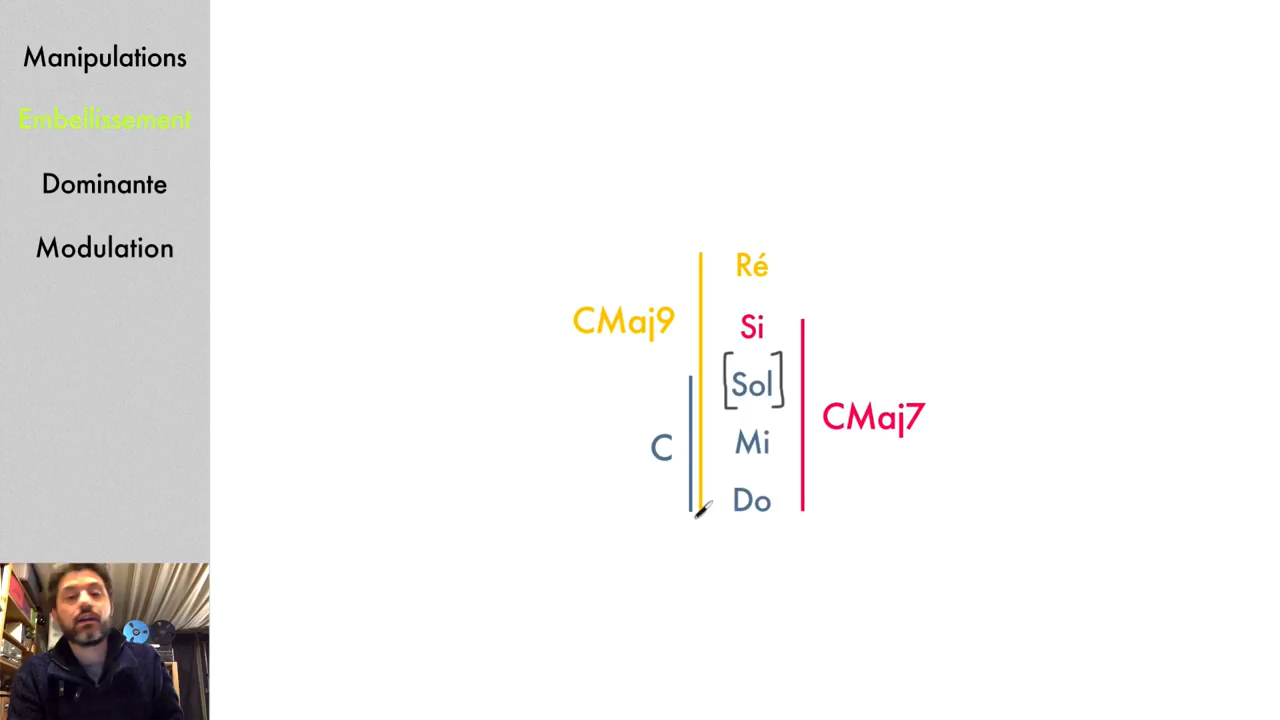 Manipulations
Embellissement
Dominante
Modulation
Ré
CMaj9
Si
[Sol]
CMaj7
C
Mi
Do